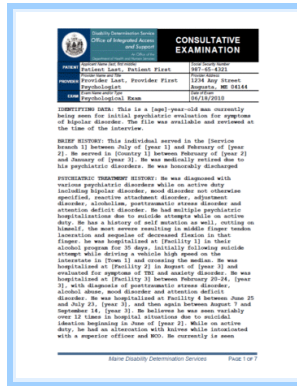 Disability Determination Service
Office of Integrated Access
and Support
CONSULTATIVE
EXAMINATION
PATIENT
Applicant Name (last, first middle)
Patient Last, Patient First
Social Security Number
987-65-4321
PROVIDER
Provider Name and Title
Provider Last, Provider First
Psychologist
Provider Address
1234 Any Street
Augusta, ME 04144
EXAM
Exam Name and/or Type
Psychological Exam
Date of Exam
06/18/2010
IDENTIFYING DATA: This is a [age]-year-old man currently
being seen for initial psychiatric evaluation for symptoms
of bipolar disorder. The file was available and reviewed at
the time of the interview.
BRIEF HISTORY: This individual served in the [Service
branch 1] between July of [year 1] and February of [year
2]. He served in [Country 1] between February of [year 2]
and January of [year 3]. He was medically retired due to
his psychiatric disorders. He was honorably discharged
PSYCHIATRIC TREATMENT HISTORY: He was diagnosed with
various psychiatric disorders while on active duty
including bipolar disorder, mood disorder not otherwise
specified, reactive attachment disorder, adjustment
disorder, alcoholism, posttraumatic stress disorder and
attention deficit disorder. He had multiple psychiatric
hospitalizations due to suicide attempts while on active
duty. He has a history of self mutation as well, cutting on
himself, the most severe resulting in middle finger tendon
laceration and sequelae of decreased flexion in that
finger. he was hospitalized at [Facility 1] in their
alcohol program for 35 days, initially following suicide
attempt while driving a vehicle high speed on the
interstate in [Town 1] and crossing the median. He was
hospitalized at [Facility 2] in August of [year 3] and
evaluated for symptoms of TBI and anxiety disorder. He was
hospitalized at [Facility 3] between February 20-24, [year
3], with diagnosis of posttraumatic stress disorder,
alcohol abuse, mood disorder and attention deficit
disorder. He was hospitalized at Facility 4 between June 25
and July 23, [year 3], and then again between August 7 and
September 14, [year 3]. He believes he was seen variably
over 12 times in hospital situations due to suicidal
ideation beginning in June of [year 2]. While on active
duty, he had an altercation with knives while intoxicated
with a superior officer and NCO. He currently is seen
Maine Disability Determination Services
PAGE 1 OF 7